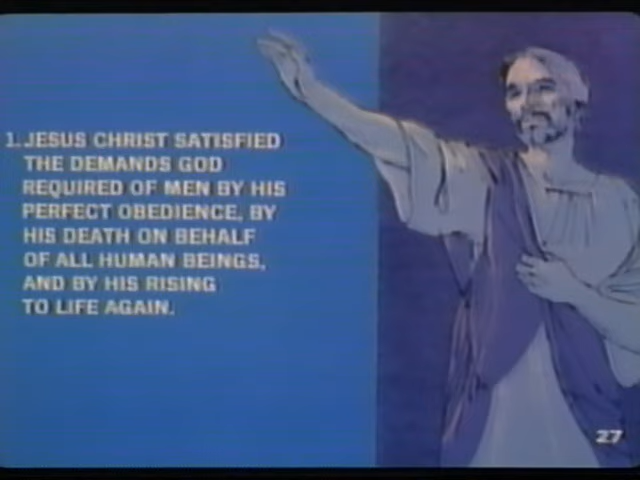 1. JESUS CHRIST SATISFIED
THE DEMANDS GOD
REQUIRED OF MEN BY HIS
PERFECT OBEDIENCE, BY
HIS DEATH ON BEHALF
OF ALL HUMAN BEINGS,
AND BY HIS RISING
TO LIFE AGAIN.
27